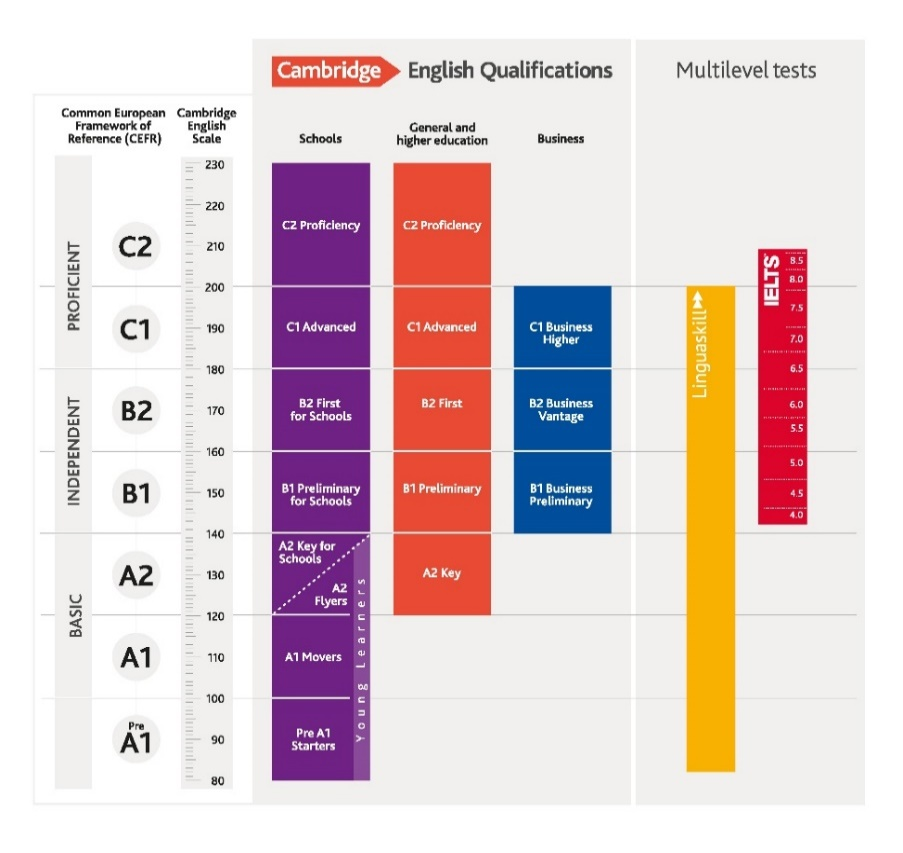 Cambridge English Qualifications
Multilevel tests
Common European
Framework of
Reference (CEFR)
Cambridge
English
Scale
Schools
General and
higher education
Business
PROFICIENT
INDEPENDENT
BASIC
C2
C1
B2
B1
A2
A1
Pre
A1
230
220
210
200
190
180
170
160
150
140
130
120
110
100
90
80
C2 Proficiency
C1 Advanced
B2 First
for Schools
B1 Preliminary
for Schools
A2 Key for
Schools
A2
Flyers
A1 Movers
Pre A1
Starters
Young Learners
C2 Proficiency
C1 Advanced
B2 First
B1 Preliminary
A2 Key
C1 Business
Higher
B2 Business
Vantage
B1 Business
Preliminary
Linguaskill
IELTS
8.5
8.0
7.5
7.0
6.5
6.0
5.5
5.0
4.5
4.0